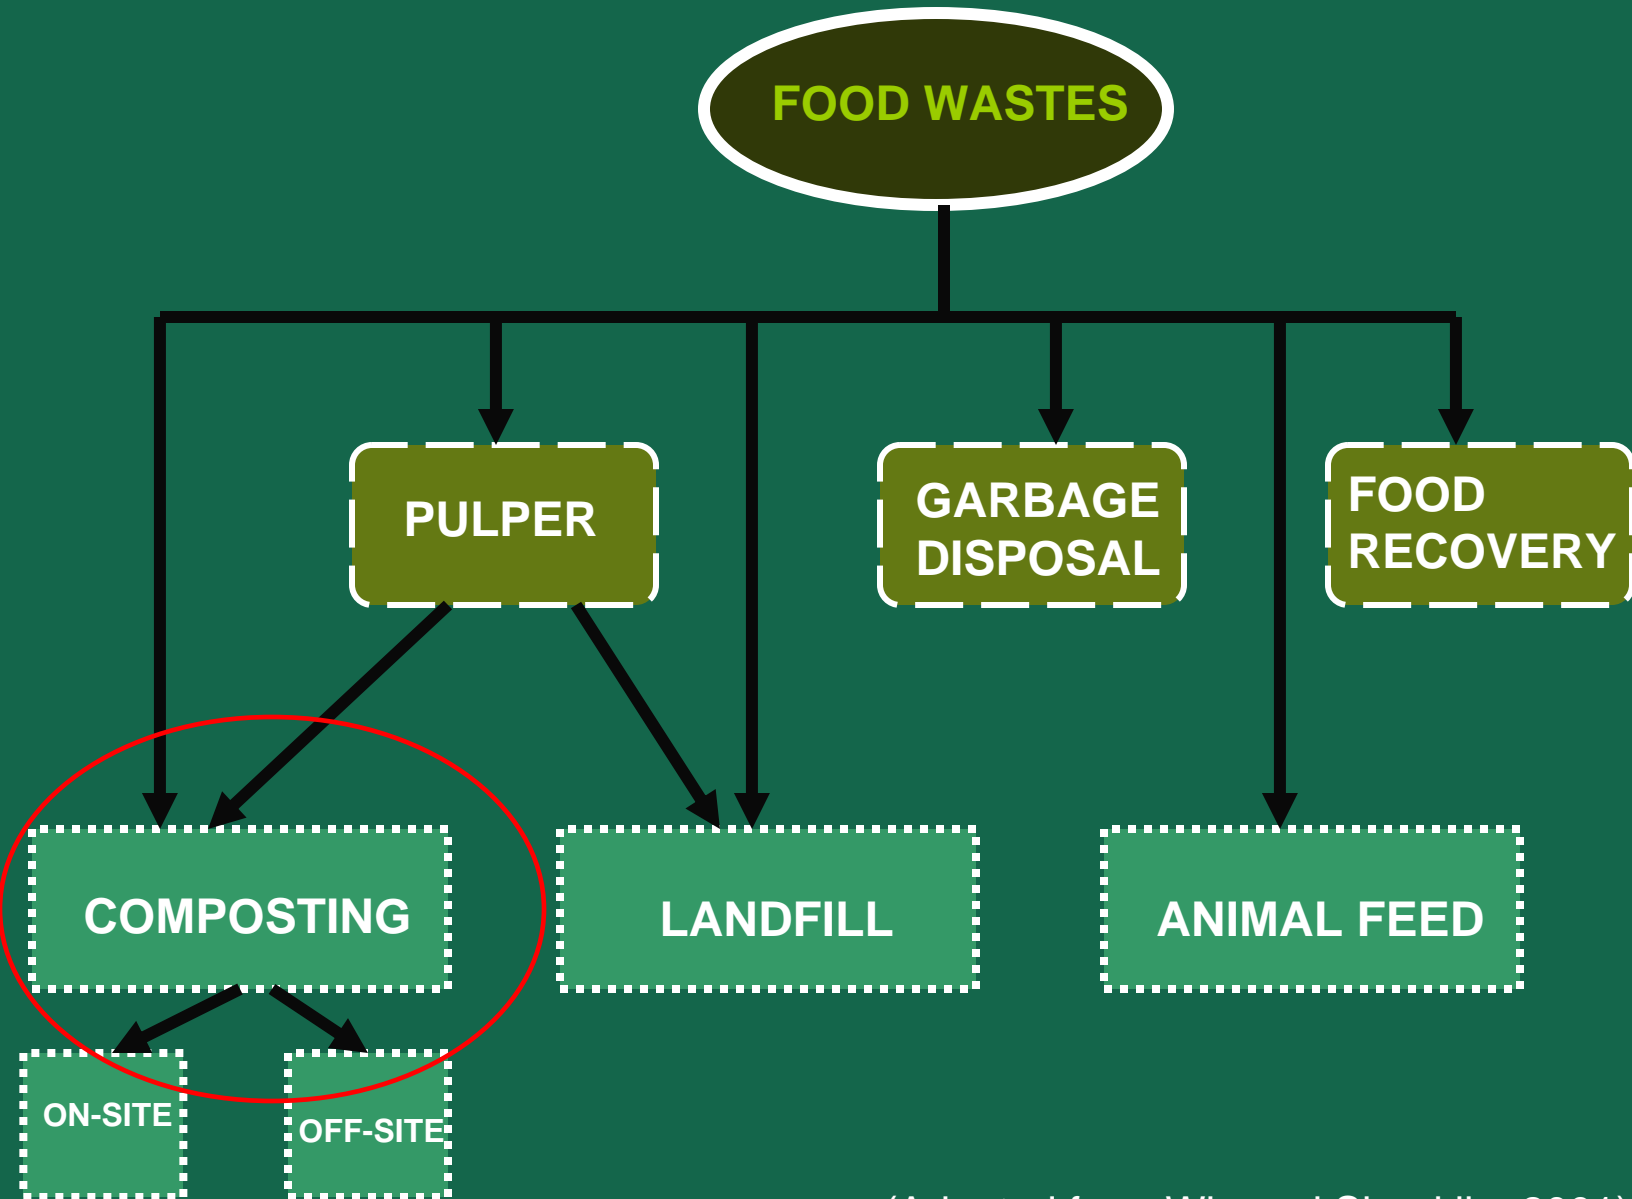 FOOD WASTES
PULPER
GARBAGE
DISPOSAL
FOOD
RECOVERY
COMPOSTING
LANDFILL
ANIMAL FEED
ON-SITE
OFF-SITE